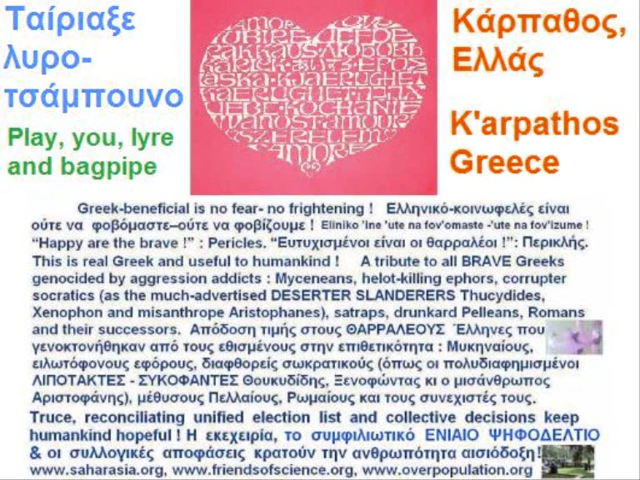 Ταίριαξε
λυρο-
τσάμπουνο
Play, you, lyre
and bagpipe
AMOR
Κάρπαθος,
Ελλάς
K'arpathos
Greece
Greek-beneficial is no fear- no frightening !   Ελληνικό-κοινωφελές είναι
ούτε να  φοβόμαστε–ούτε να φοβίζουμε !  Eliniko 'ine 'ute na fov'omaste -'ute na fov'izume !
“Happy are the brave !” : Pericles. “Ευτυχισμένοι είναι οι θαρραλέοι !”: Περικλής.
This is real Greek and useful to humankind !    A tribute to all BRAVE Greeks
genocided by aggression addicts : Myceneans, helot-killing ephors, corrupter
socratics (as the much-advertised DESERTER SLANDERERS Thucydides,
Xenophon and misanthrope Aristophanes), satraps, drunkard Pelleans, Romans
and their successors.  Απόδοση τιμής στους ΘΑΡΡΑΛΕΟΥΣ  Έλληνες που
γενοκτονήθηκαν από τους εθισμένους στην επιθετικότητα : Μυκηναίους,
ειλωτοφόνους εφόρους, διαφθορείς σωκρατικούς (όπως οι πολυδιαφημισμένοι
ΛΙΠΟΤΑΚΤΕΣ - ΣΥΚΟΦΑΝΤΕΣ Θουκυδίδης, Ξενοφώντας κι ο μισάνθρωπος
Αριστοφάνης), μέθυσους Πελλαίους, Ρωμαίους και τους συνεχιστές τους.
Truce, reconciliating unified election list and collective decisions keep
humankind hopeful ! Η  εκεχειρία,  το  συμφιλιωτικό  ΕΝΙΑΙΟ  ΨΗΦΟΔΕΛΤΙΟ
& οι  συλλογικές  αποφάσεις  κρατούν την ανθρωπότητα αισιόδοξη!
www.saharasia.org, www.friendsofscience.org, www.overpopulation.org